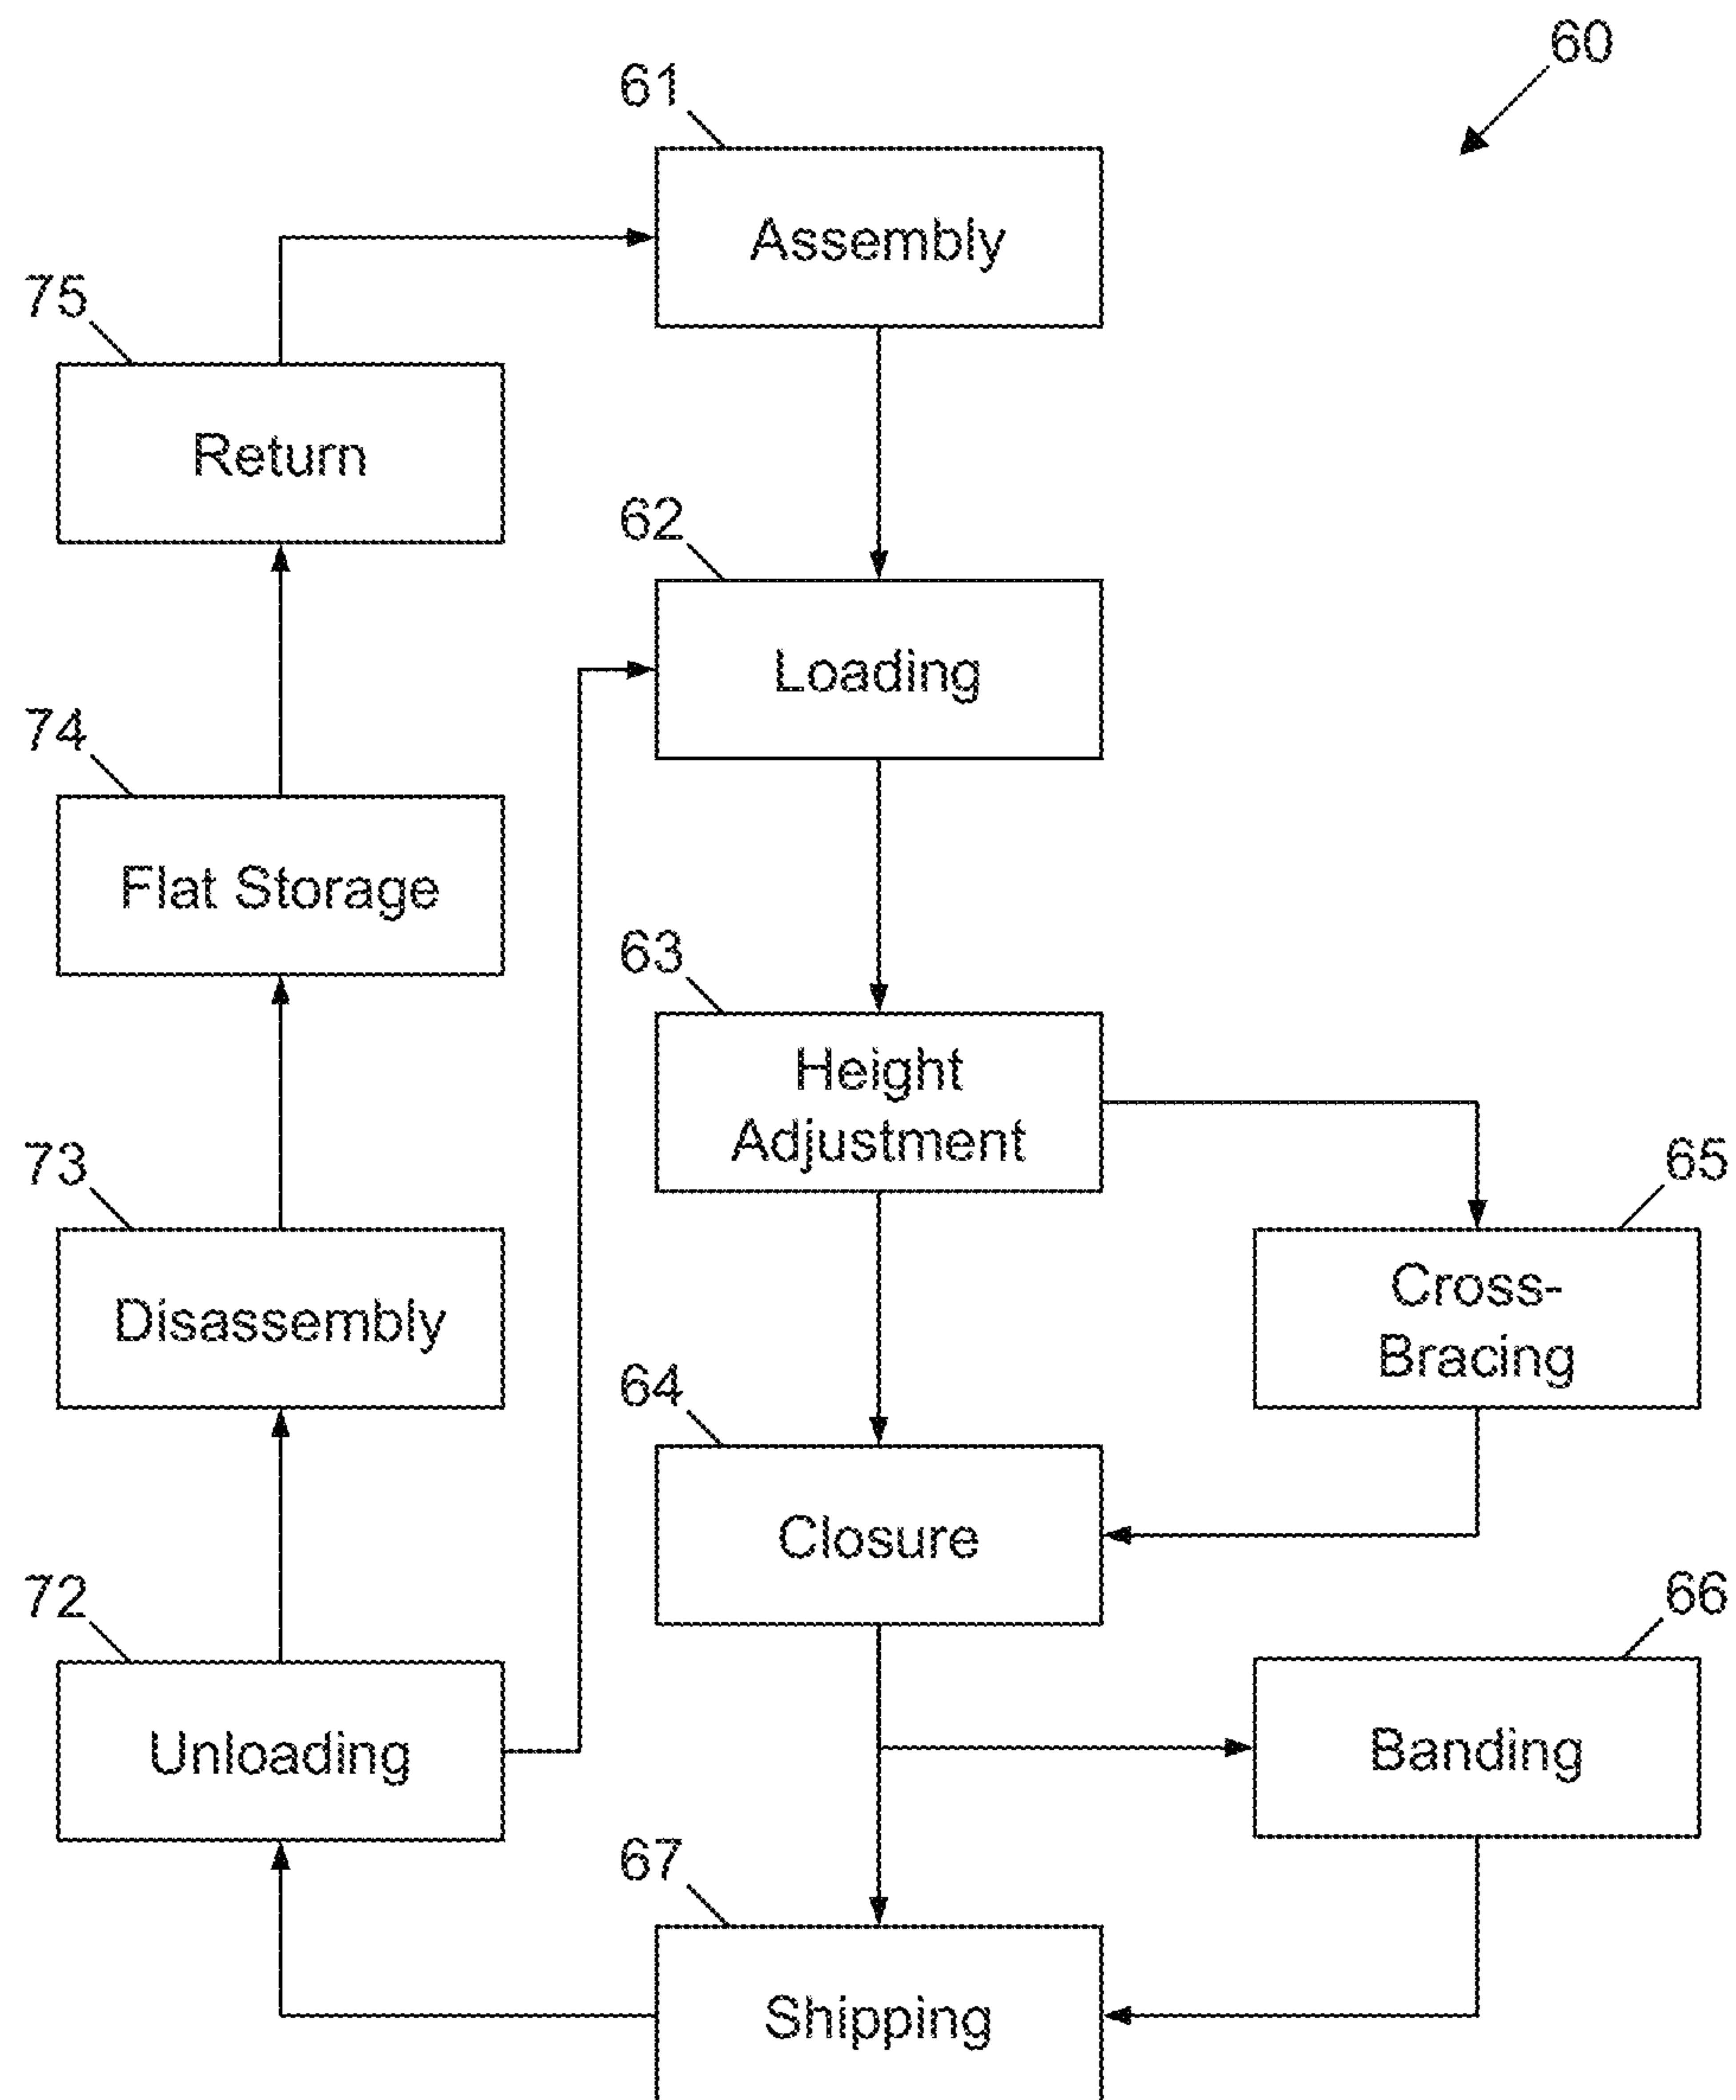 60
61
Assembly
75
Return
62
Loading
74
Flat Storage
63
Height
Adjustment
65
Cross-
Bracing
73
Disassembly
64
Closure
72
Unloading
66
Banding
67
Shipping